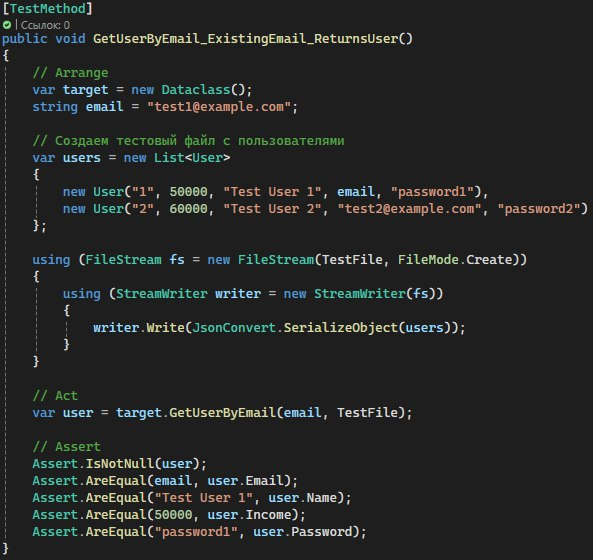 [TestMethod]
| Ссылок: 0
public void GetUserByEmail_ExistingEmail_ReturnsUser()
{
// Arrange
var target = new Dataclass();
string email = "test1@example.com";
// Создаем тестовый файл с пользователями
var users = new List<User>
{
new User("1", 50000, "Test User 1", email, "password1"),
new User("2", 60000, "Test User 2", "test2@example.com", "password2")
};
using (FileStream fs = new FileStream(TestFile, FileMode.Create))
{
using (StreamWriter writer = new StreamWriter(fs))
{
writer.Write(JsonConvert.SerializeObject(users));
}
}
// Act
var user = target.GetUserByEmail(email, TestFile);
// Assert
Assert.IsNotNull(user);
Assert.AreEqual(email, user.Email);
Assert.AreEqual("Test User 1", user.Name);
Assert.AreEqual(50000, user.Income);
Assert.AreEqual("password1", user.Password);
}